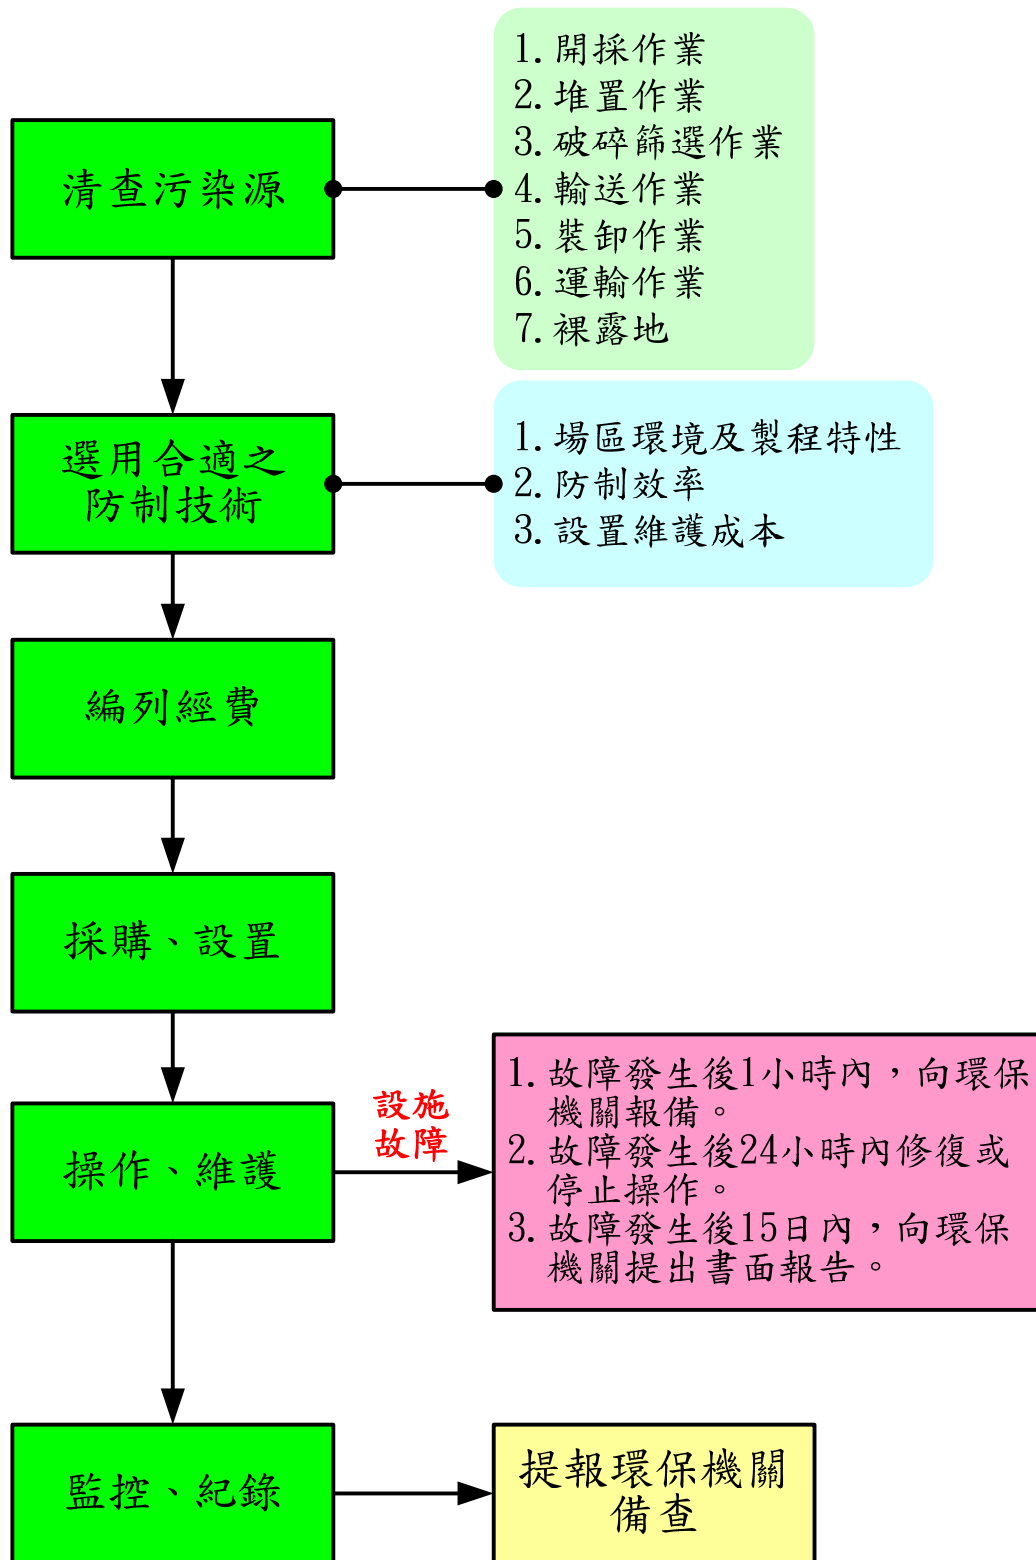 清查污染源
1. 開採作業
2. 堆置作業
3. 破碎篩選作業
4. 輸送作業
5. 裝卸作業
6. 運輸作業
7. 裸露地
選用合適之
防制技術
1. 場區環境及製程特性
2. 防制效率
3. 設置維護成本
編列經費
採購、設置
操作、維護
設施
故障
1. 故障發生後1小時內，向環保
機關報備。
2. 故障發生後24小時內修復或
停止操作。
3. 故障發生後15日內，向環保
機關提出書面報告。
監控、紀錄
提報環保機關
備查